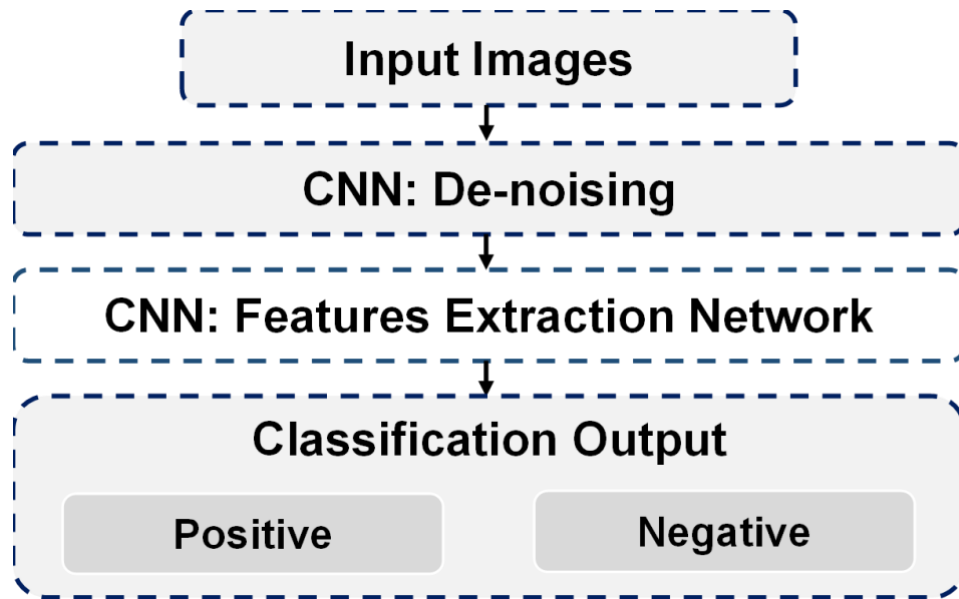 Input Images
CNN: De-noising
CNN: Features Extraction Network
Classification Output
Positive
Negative